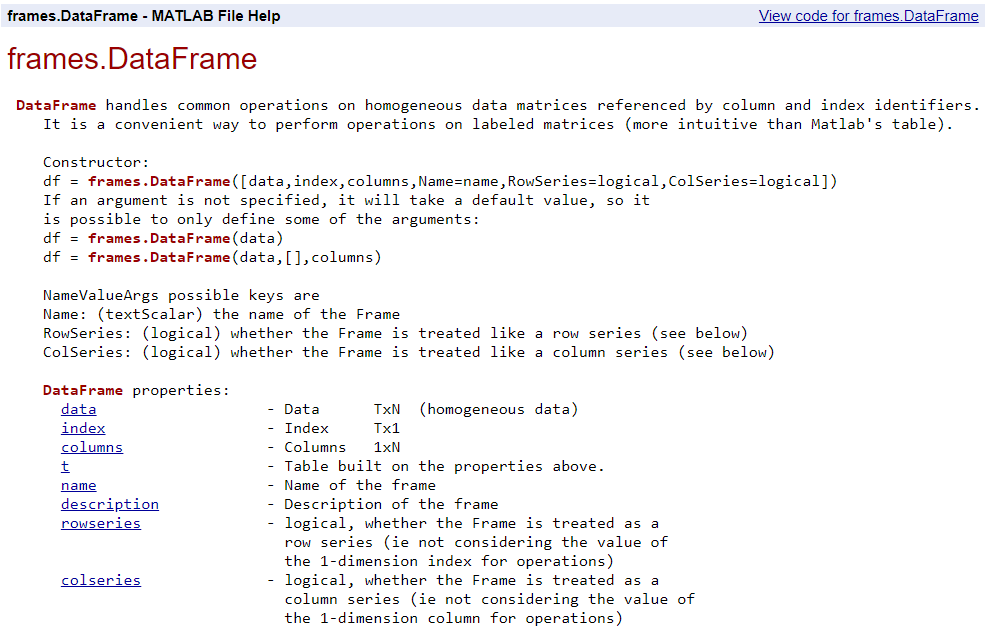 frames.DataFrame - MATLAB File Help
View code for frames.DataFrame
frames.DataFrame
DataFrame handles common operations on homogeneous data matrices referenced by column and index identifiers.
It is a convenient way to perform operations on labeled matrices (more intuitive than Matlab's table).
Constructor:
df = frames.DataFrame([data,index,columns,Name=name,RowSeries=logical,ColSeries=logical])
If an argument is not specified, it will take a default value, so it
is possible to only define some of the arguments:
df = frames.DataFrame(data)
df = frames.DataFrame(data,[],columns)
NameValueArgs possible keys are
Name: (textScalar) the name of the Frame
RowSeries: (logical) whether the Frame is treated like a row series (see below)
ColSeries: (logical) whether the Frame is treated like a column series (see below)
DataFrame properties:
data - Data TxN (homogeneous data)
index - Index Tx1
columns - Columns 1xN
t - Table built on the properties above.
name - Name of the frame
description - Description of the frame
rowseries - logical, whether the Frame is treated as a
row series (ie not considering the value of
the 1-dimension index for operations)
colseries - logical, whether the Frame is treated as a
column series (ie not considering the value of
the 1-dimension column for operations)